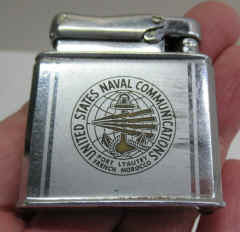 UNITED STATES NAVAL COMMUNICATIONS
PORT LYAUTEY
FRENCH MOROCCO